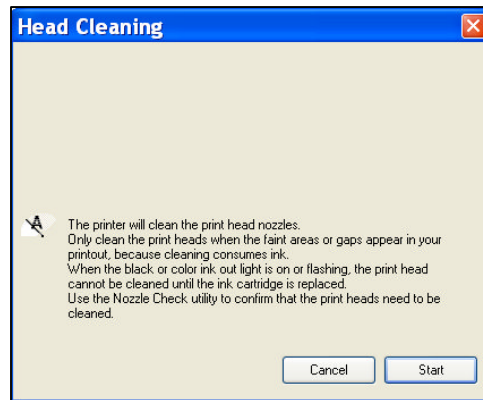 Head Cleaning
The printer will clean the print head nozzles.
Only clean the print heads when the faint areas or gaps appear in your
printout, because cleaning consumes ink.
When the black or color ink out light is on or flashing, the print head
cannot be cleaned until the ink cartridge is replaced.
Use the Nozzle Check utility to confirm that the print heads need to be
cleaned.
Cancel Start